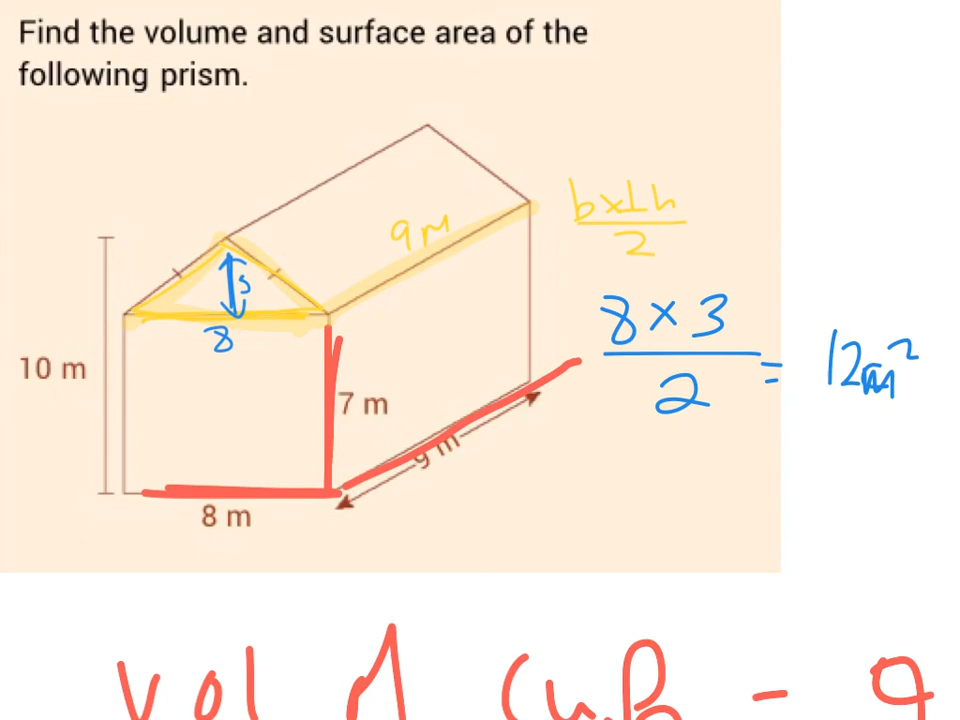 Find the volume and surface area of the
following prism.
9m
b x ⊥h
2
8
8 x 3
2
= 12m²
10 m
7 m
9 m
8 m
vol of